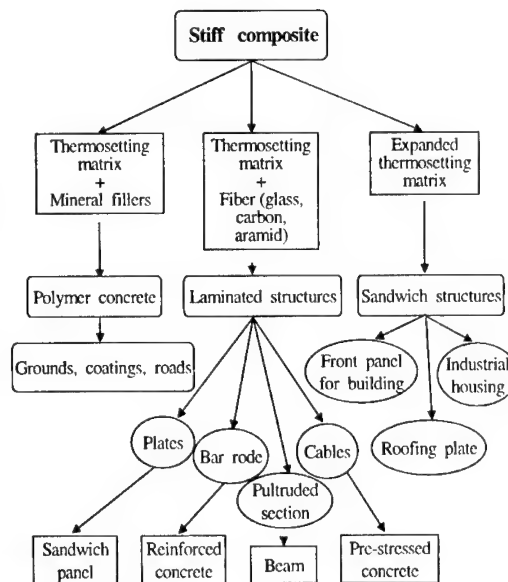 Stiff composite
Thermosetting
matrix
+
Mineral fillers
Thermosetting
matrix
+
Fiber (glass,
carbon,
aramid)
Expanded
thermosetting
matrix
Polymer concrete
Laminated structures
Sandwich structures
Grounds, coatings, roads
Front panel
for building
Industrial
housing
Roofing plate
Plates
Bar rode
Pultruded
section
Cables
Sandwich
panel
Reinforced
concrete
Beam
Pre-stressed
concrete